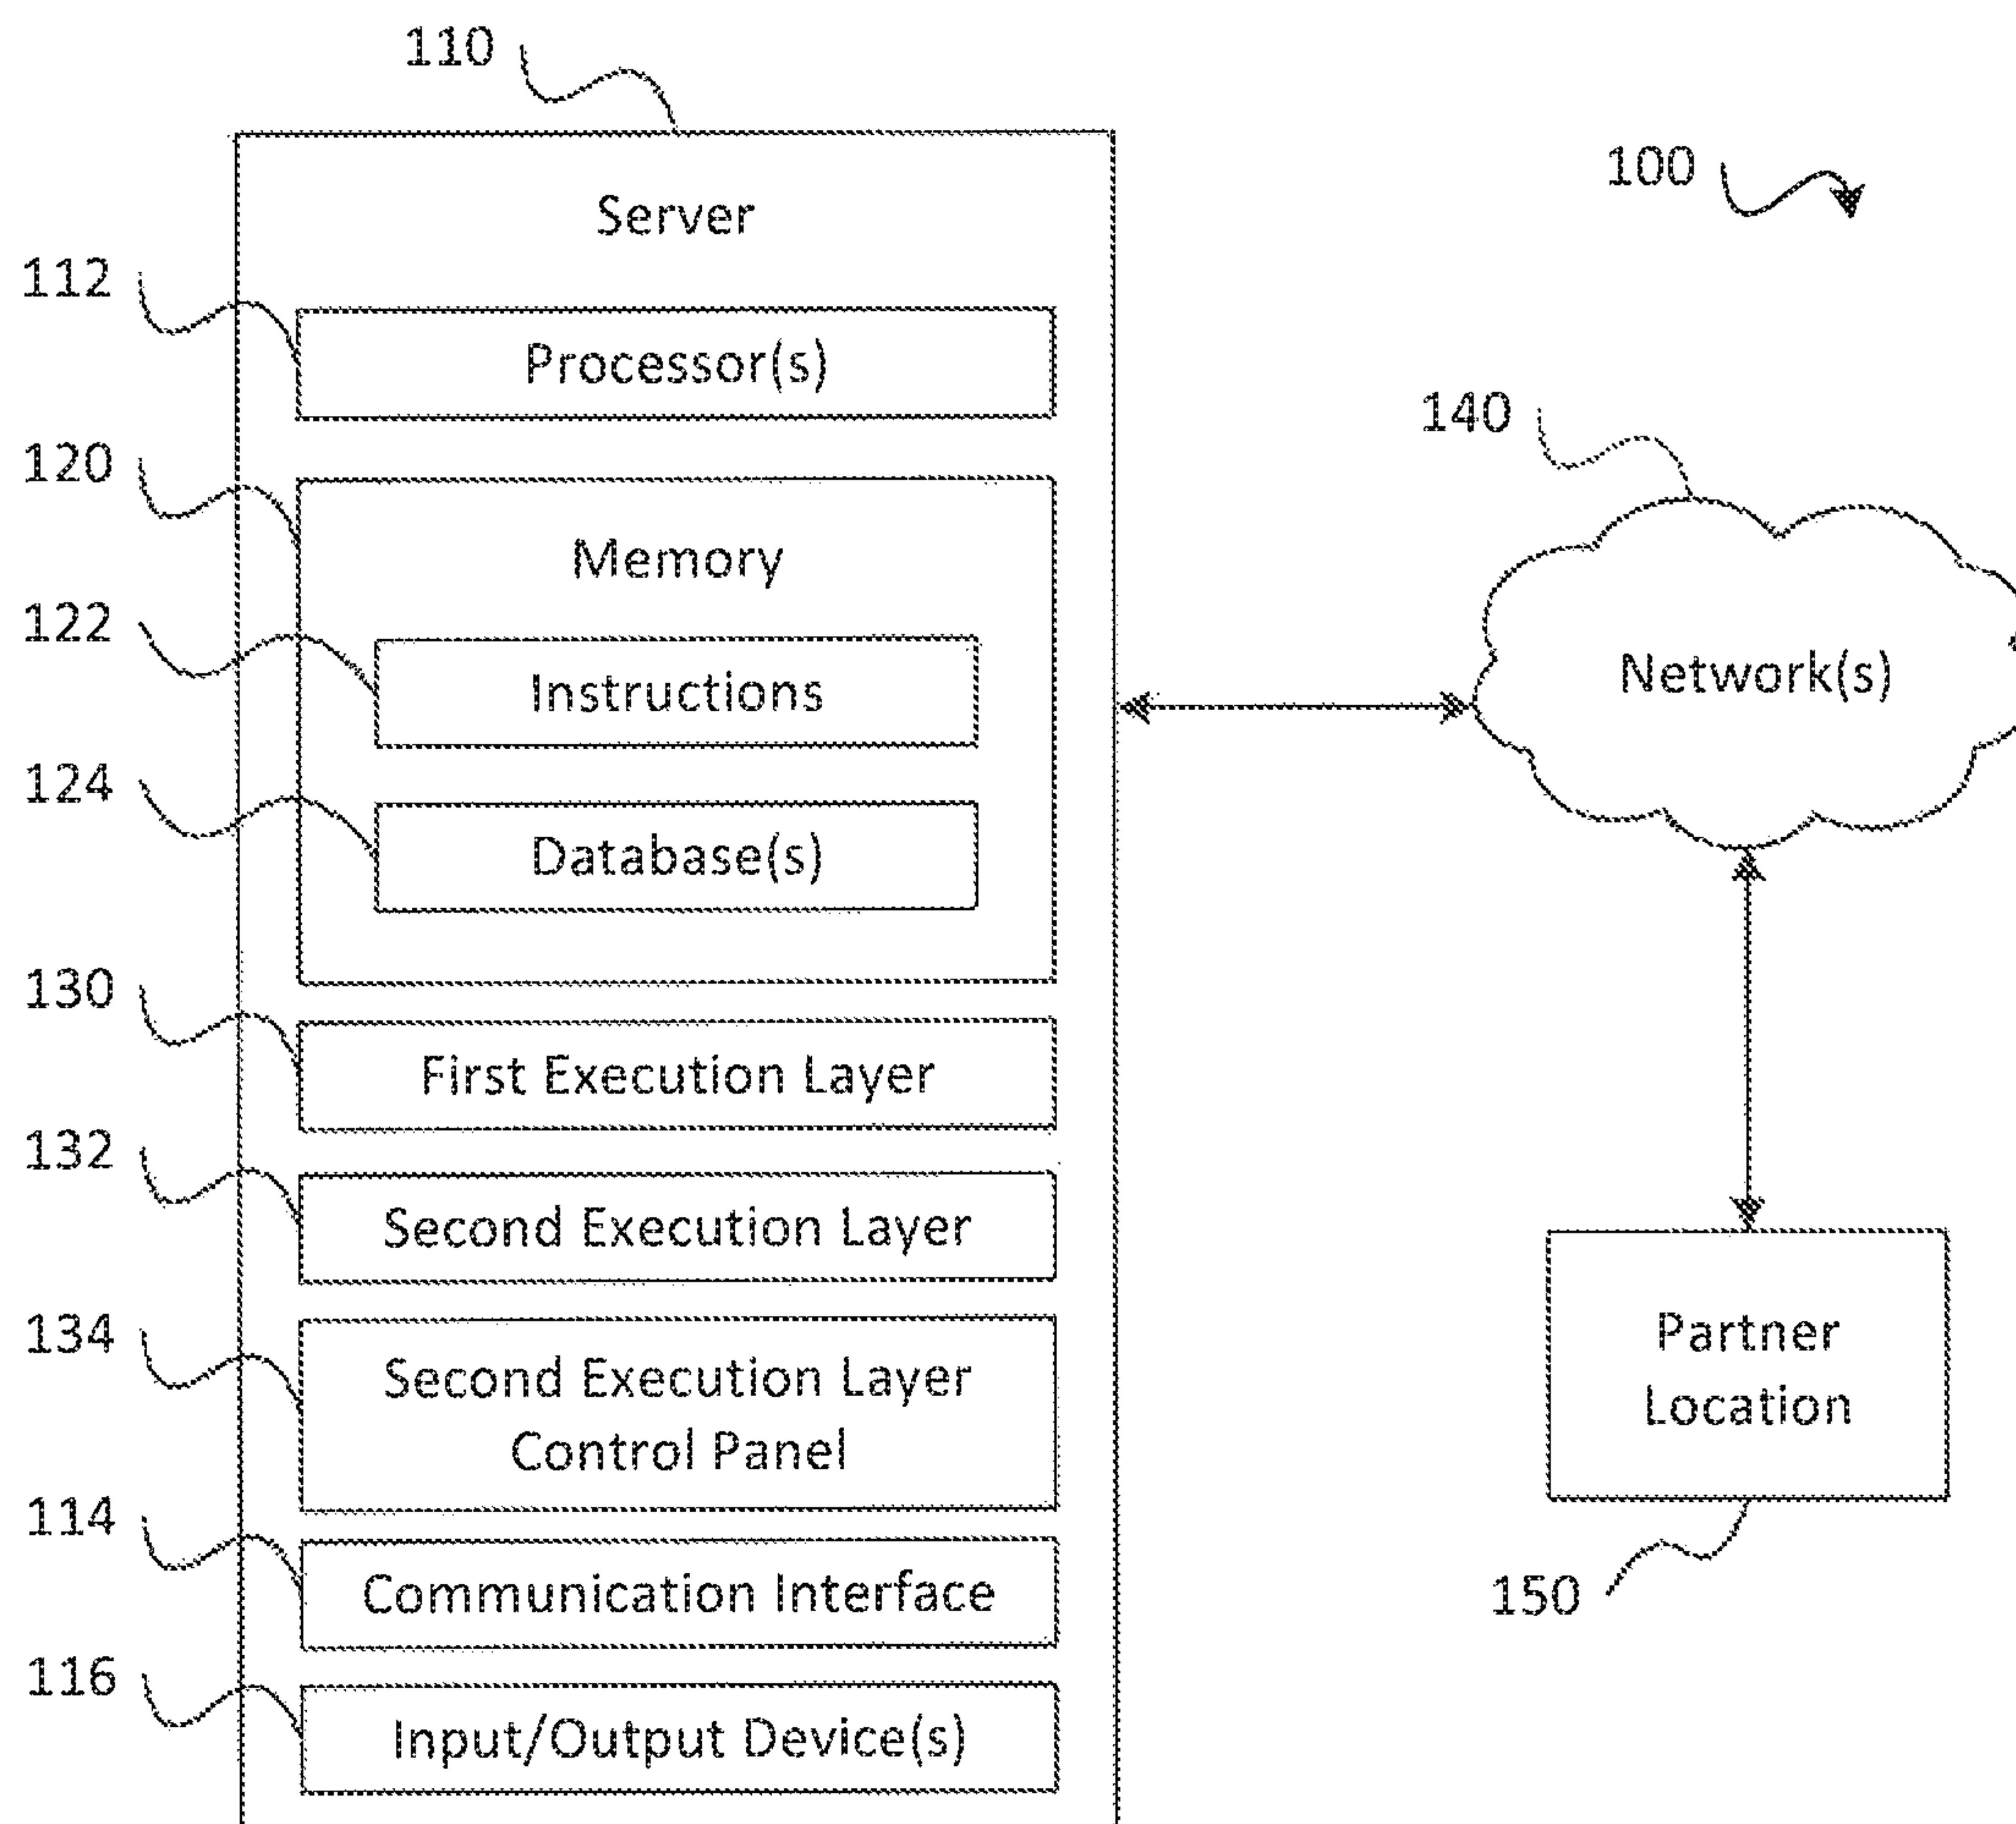 110
100
Server
112
Processor(s)
140
120
Memory
122
Instructions
Network(s)
124
Database(s)
130
First Execution Layer
132
Second Execution Layer
134
Second Execution Layer
Control Panel
Partner
Location
114
Communication Interface
150
116
Input/Output Device(s)